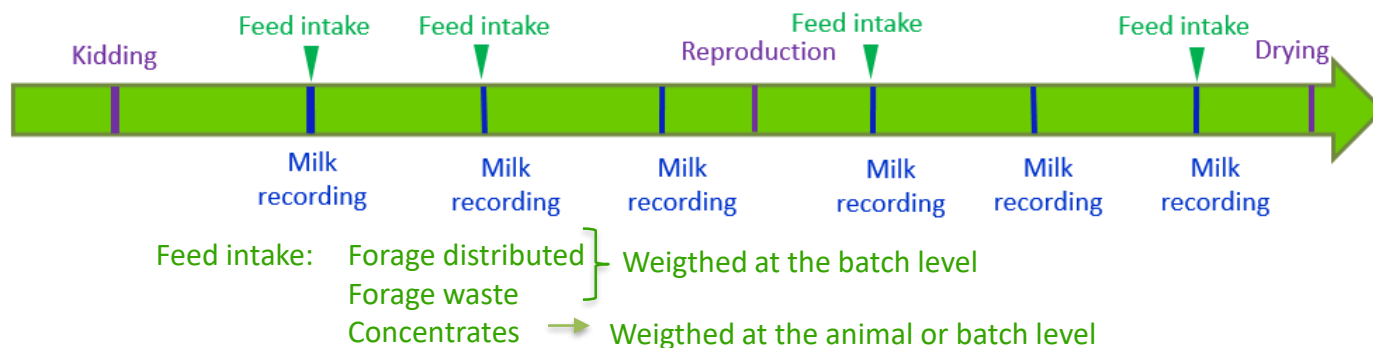 Feed intake Feed intake Feed intake Feed intake
Kidding Reproduction Drying
Milk Milk Milk Milk Milk Milk
recording recording recording recording recording recording
Feed intake: Forage distributed Weigthed at the batch level
Forage waste
Concentrates Weigthed at the animal or batch level